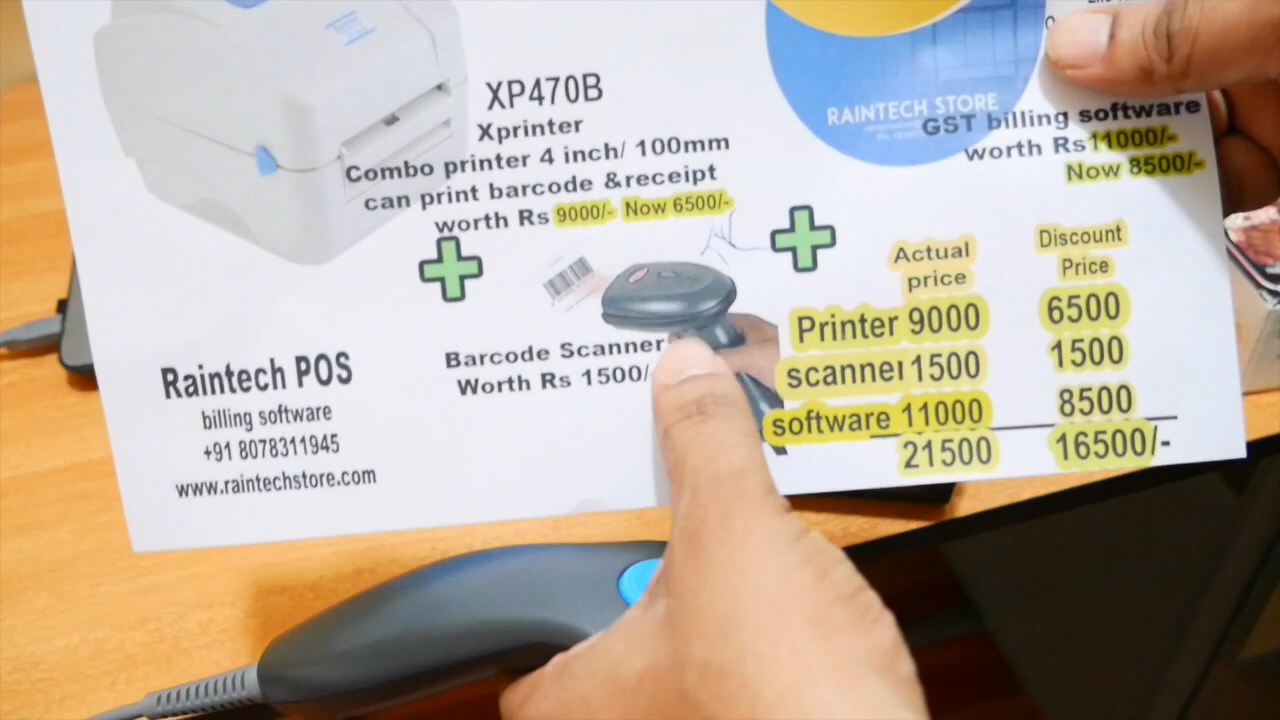 XP470B
Xprinter
Combo printer 4 inch/ 100mm
can print barcode &receipt
worth Rs 9000/- Now 6500/-
RAINTECH STORE
GST billing software
worth Rs11000/-
Now 8500/-
Barcode Scanner
Worth Rs 1500/-
Raintech POS
billing software
+91 8078311945
www.raintechstore.com
Actual price Discount Price
Printer 9000 6500
scanner 1500 1500
software 11000 8500
21500 16500/-